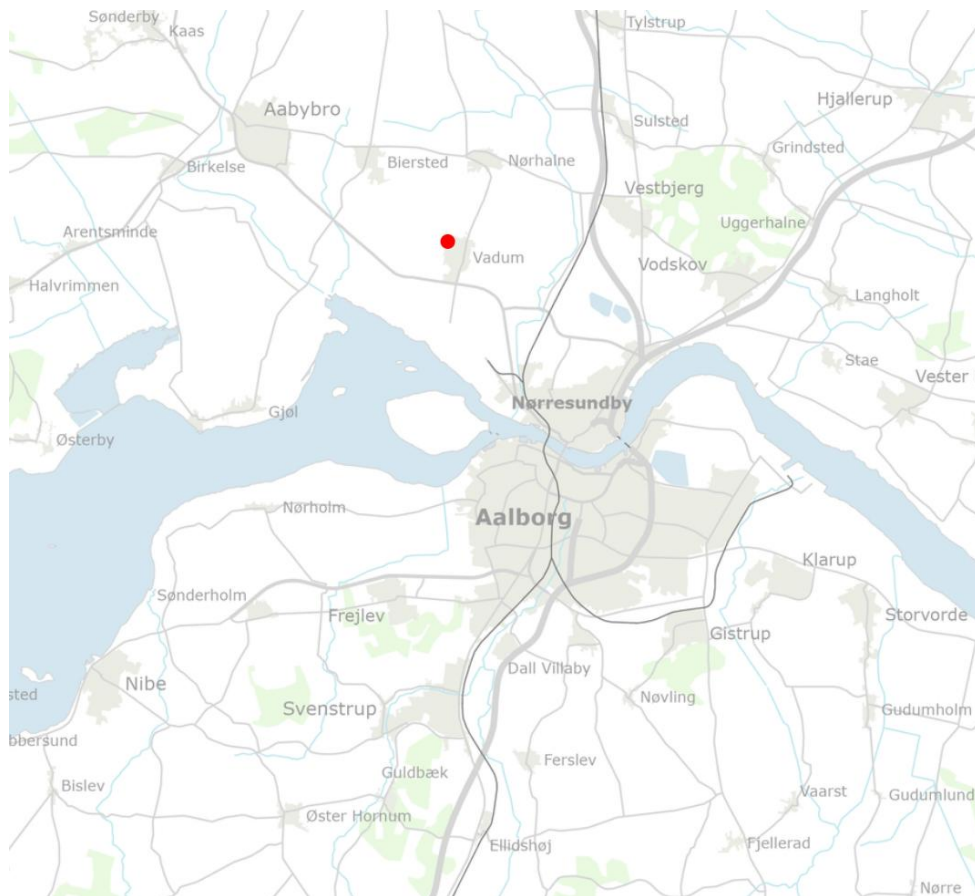 Sønderby
Kaas
Tylstrup
Hjallerup
Aabybro
Sulsted
Grindsted
Biersted
Nørhalne
Birkelse
Vestbjerg
Uggerhalne
Arentsminde
Vadum
Vodskov
Halvrimmen
Langholt
Stae
Vester
Nørresundby
Gjøl
Østerby
Nørholm
Aalborg
Klarup
Sønderholm
Frejlev
Storvorde
Gistrup
Dall Villaby
Nibe
sted
Nøvling
Svenstrup
Gudumholm
bbersund
Ferslev
Guldbæk
Bislev
Vaarst
Gudumlund
Øster Hornum
Ellidshøj
Fjellerad
Nørre